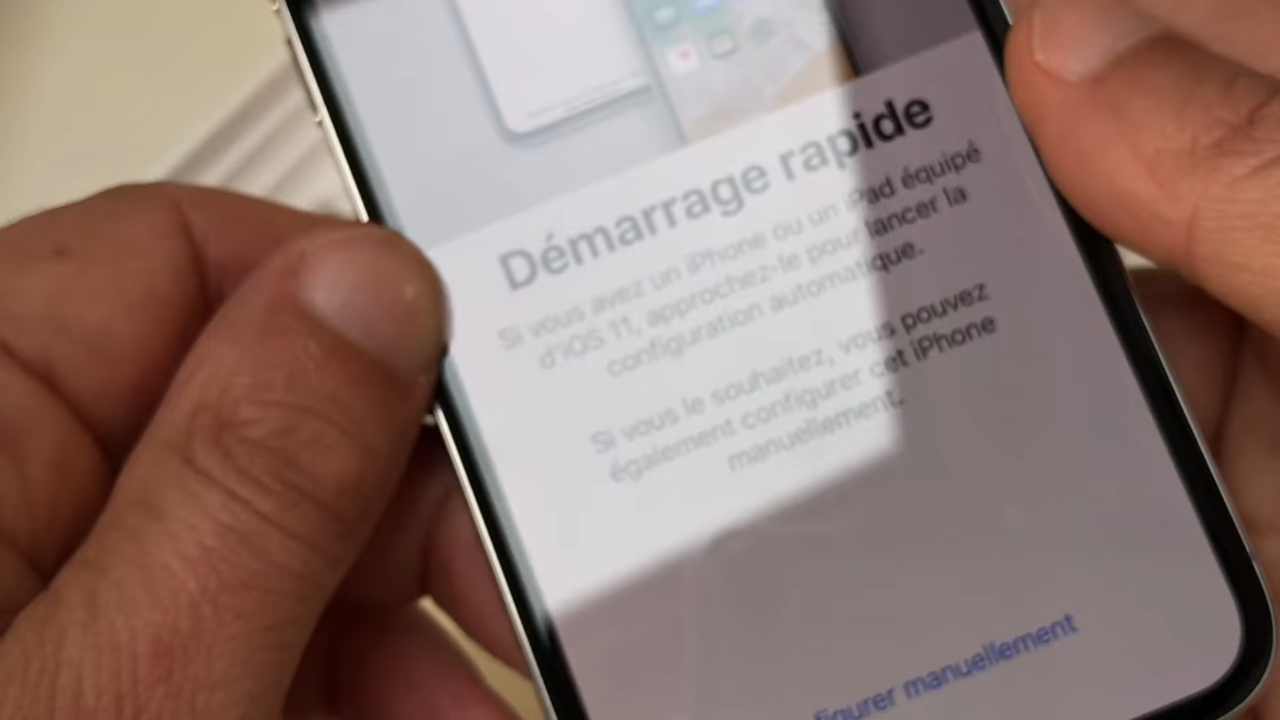 Démarrage rapide
Si vous avez un iPhone ou un iPad équipé
d'iOS 11, approchez-le pour lancer la
configuration automatique.
Si vous le souhaitez, vous pouvez
également configurer cet iPhone
manuellement.
figurer manuellement